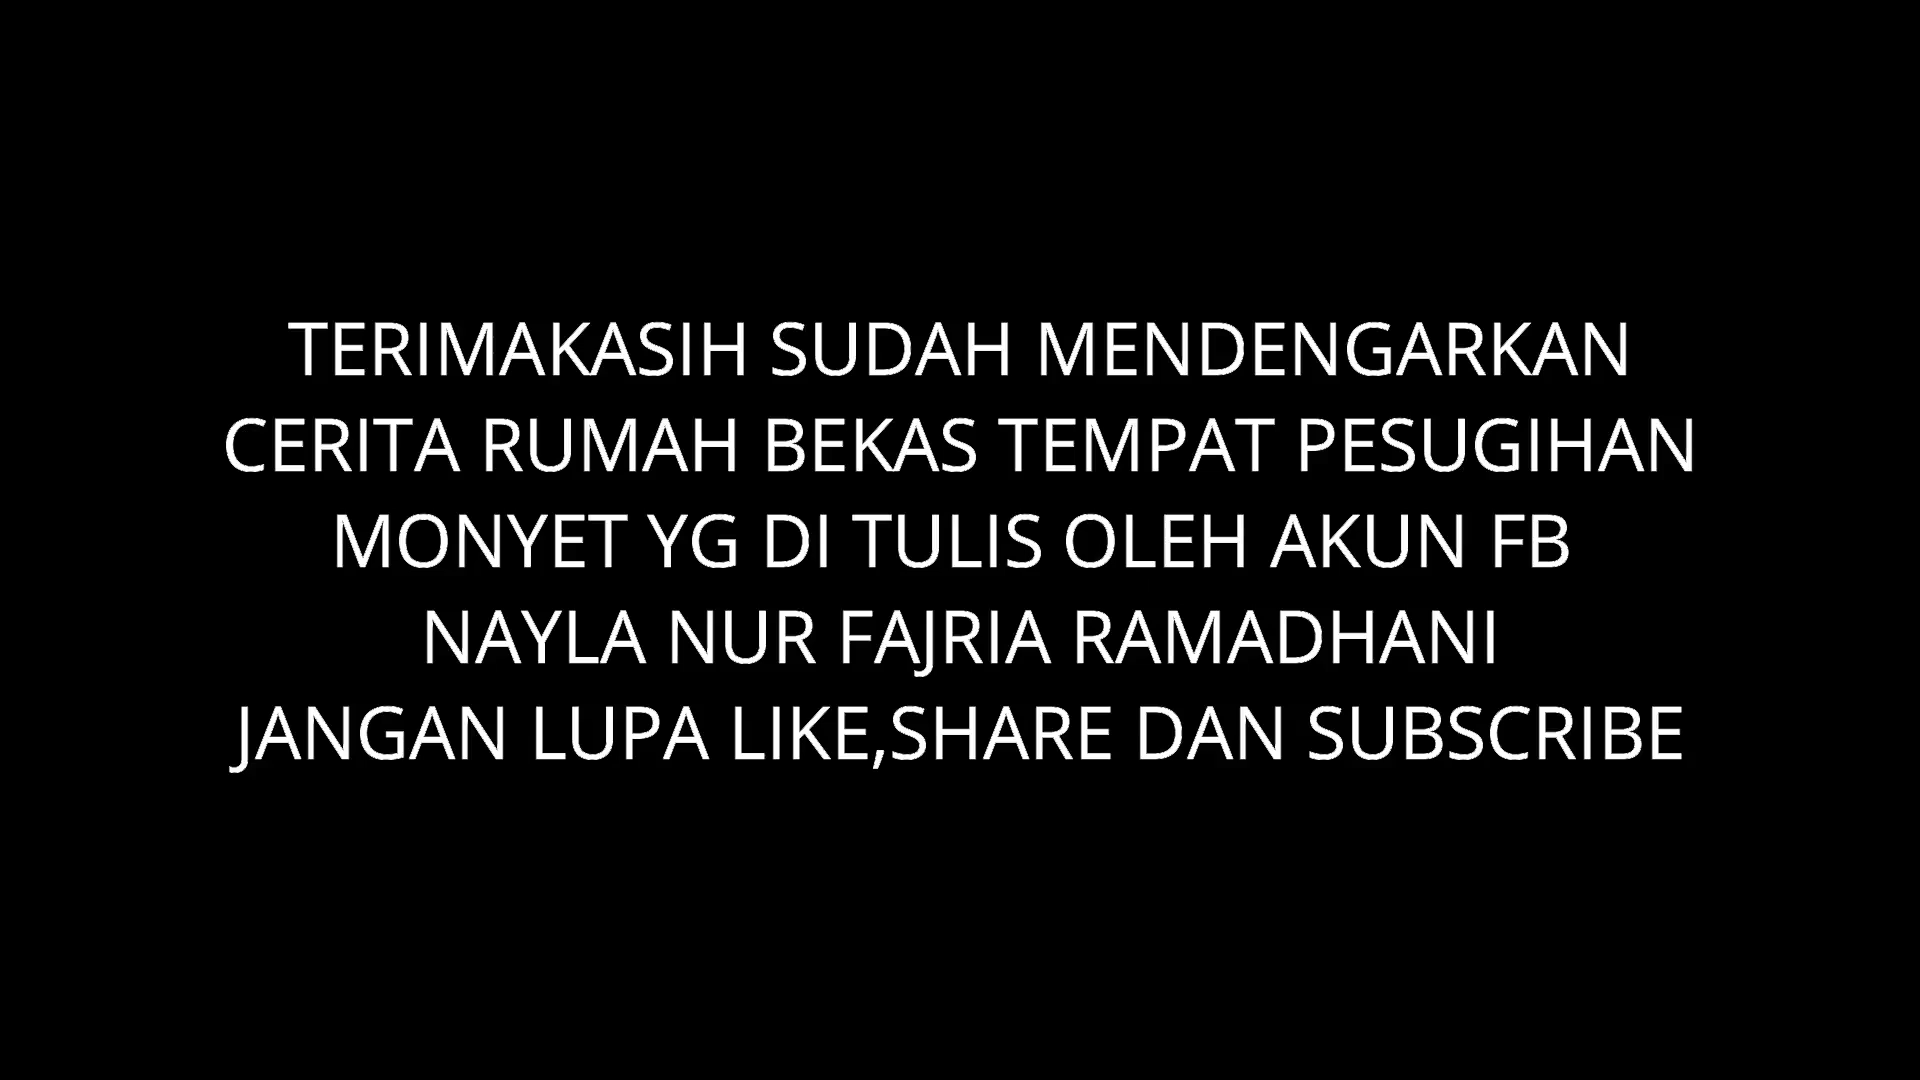 TERIMAKASIH SUDAH MENDENGARKAN
CERITA RUMAH BEKAS TEMPAT PESUGIHAN
MONYET YG DI TULIS OLEH AKUN FB
NAYLA NUR FAJRIA RAMADHANI
JANGAN LUPA LIKE,SHARE DAN SUBSCRIBE